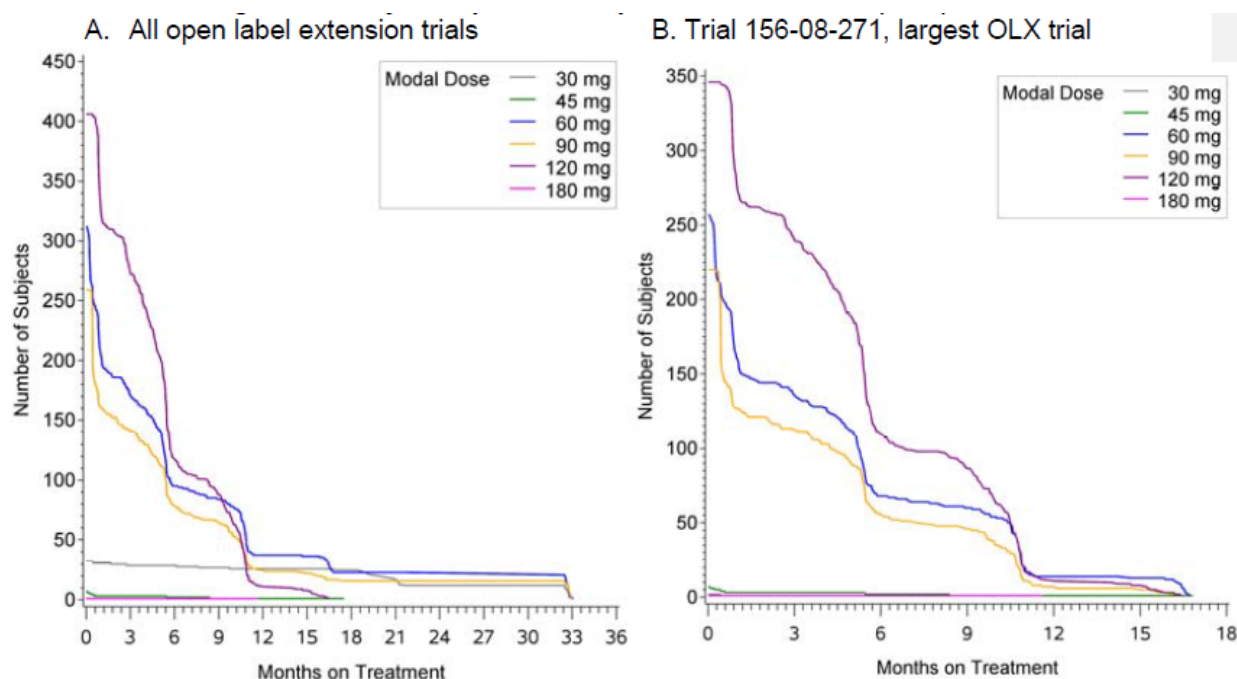 A. All open label extension trials
450
400
350
300
250
200
150
100
50
0
Number of Subjects
Modal Dose
30 mg
45 mg
60 mg
90 mg
120 mg
180 mg
0 3 6 9 12 15 18 21 24 27 30 33 36
Months on Treatment
B. Trial 156-08-271, largest OLX trial
350
300
250
200
150
100
50
0
Number of Subjects
Modal Dose
30 mg
45 mg
60 mg
90 mg
120 mg
180 mg
0 3 6 9 12 15 18
Months on Treatment